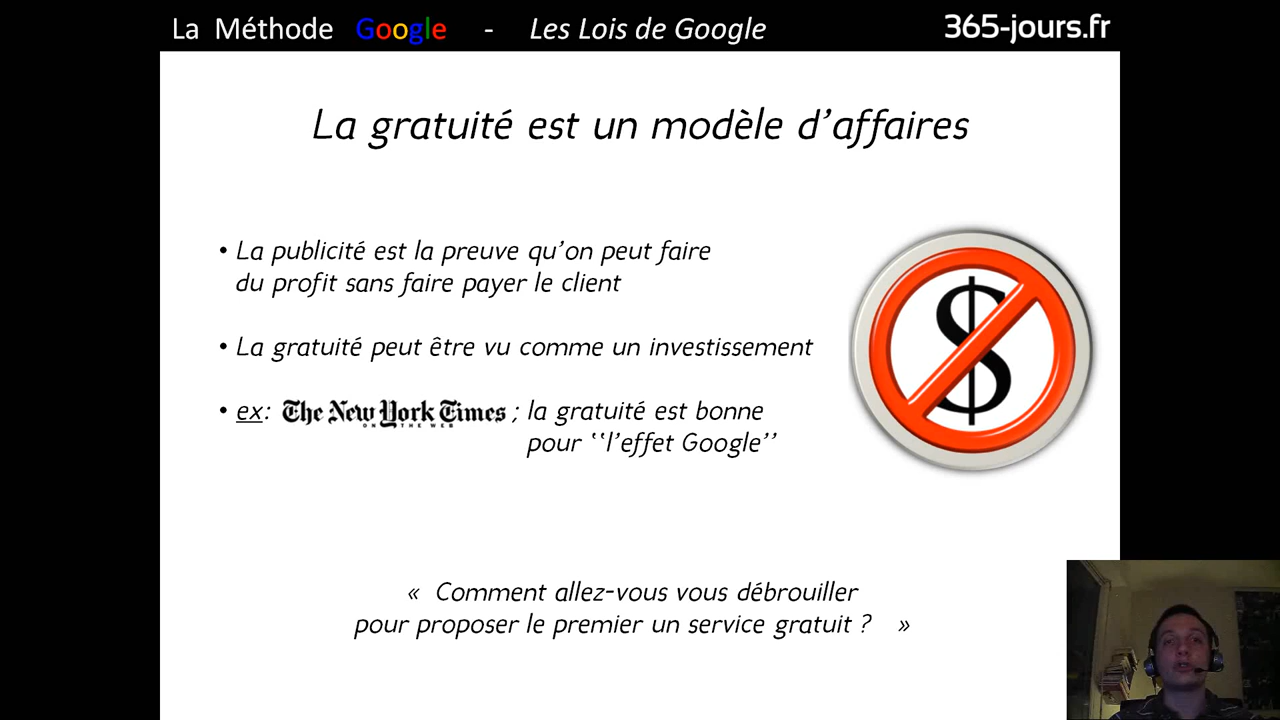 La Méthode Google - Les Lois de Google
365-jours.fr
La gratuité est un modèle d'affaires
• La publicité est la preuve qu'on peut faire
du profit sans faire payer le client
• La gratuité peut être vu comme un investissement
• ex: The New York Times ; la gratuité est bonne
ON THE WEB
pour ‘‘l'effet Google’’
$
« Comment allez-vous vous débrouiller
pour proposer le premier un service gratuit ? »